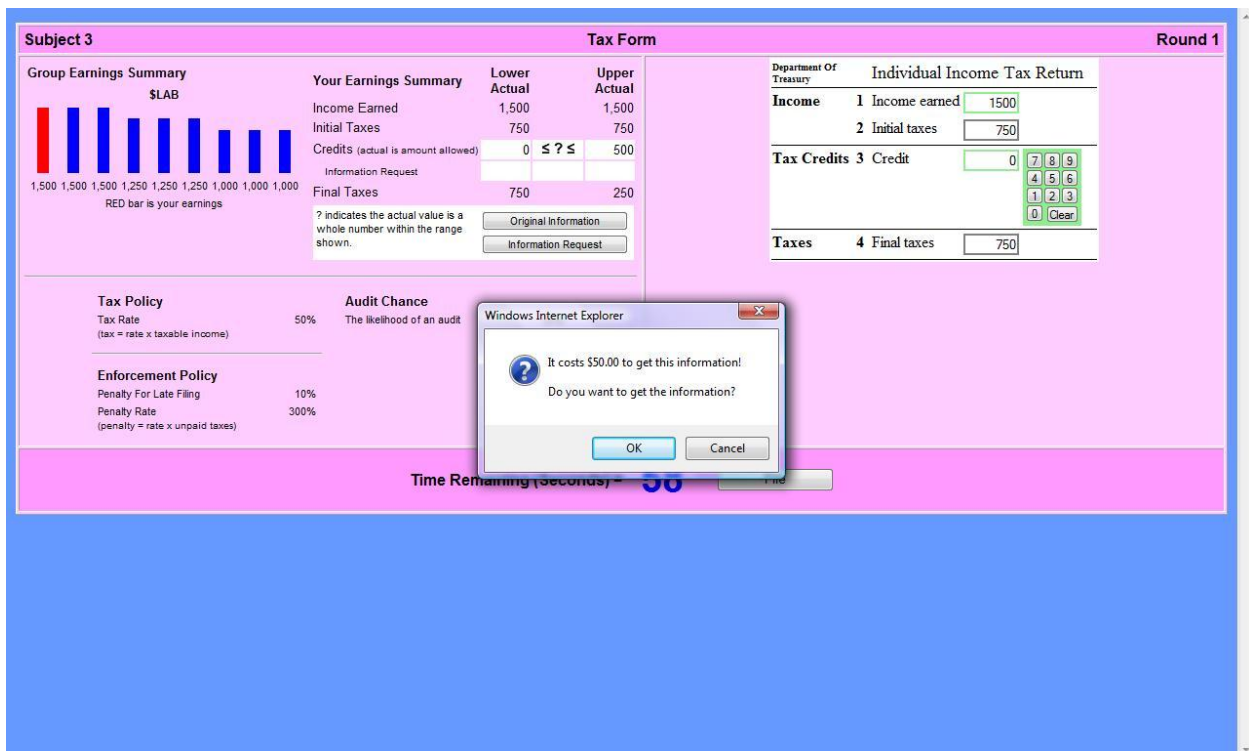 Subject 3 Tax Form Round 1
Group Earnings Summary
$LAB
1,500 1,500 1,500 1,250 1,250 1,250 1,000 1,000 1,000
RED bar is your earnings
Your Earnings Summary Lower Actual Upper Actual
Income Earned 1,500 1,500
Initial Taxes 750 750
Credits (actual is amount allowed) 0 ≤ ? ≤ 500
Information Request
Final Taxes 750 250
? indicates the actual value is a
whole number within the range
shown.
Original Information
Information Request
Department Of
Treasury
Individual Income Tax Return
Income 1 Income earned 1500
2 Initial taxes 750
Tax Credits 3 Credit 0
7 8 9
4 5 6
1 2 3
0 Clear
Taxes 4 Final taxes 750
Tax Policy
Tax Rate 50%
(tax = rate x taxable income)
Enforcement Policy
Penalty For Late Filing 10%
Penalty Rate 300%
(penalty = rate x unpaid taxes)
Audit Chance
The likelihood of an audit
Windows Internet Explorer
It costs $50.00 to get this information!
Do you want to get the information?
OK Cancel
Time Remaining (Seconds) =